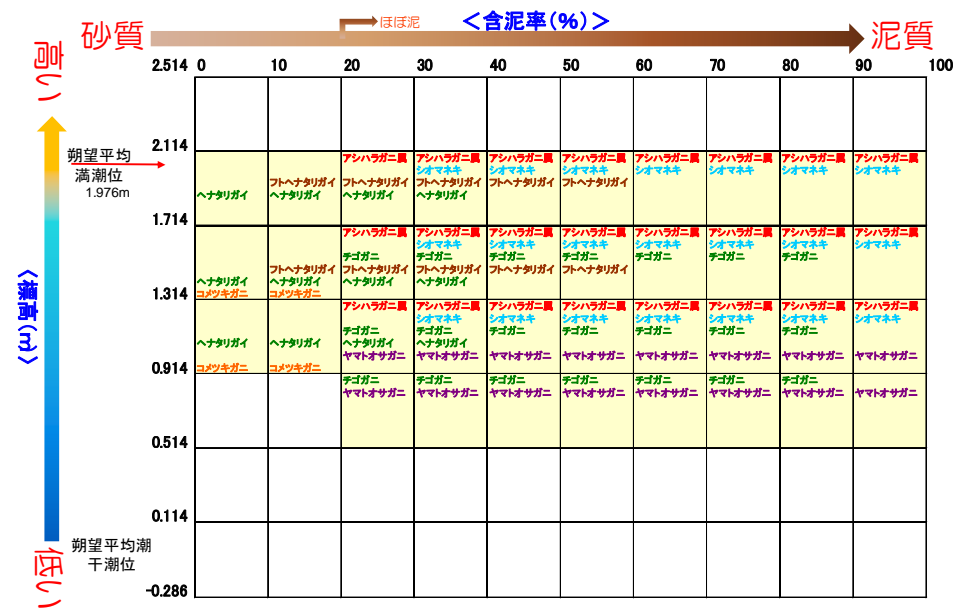 ほぼ泥
＜含泥率(%)＞
砂質
泥質
高い
2.514 0 10 20 30 40 50 60 70 80 90 100
2.114
朔望平均
満潮位
1.976m
アシハラガニ属 アシハラガニ属 アシハラガニ属 アシハラガニ属 アシハラガニ属 アシハラガニ属 アシハラガニ属 アシハラガニ属
シオマネキ シオマネキ シオマネキ シオマネキ シオマネキ シオマネキ シオマネキ
フトヘナタリガイ フトヘナタリガイ フトヘナタリガイ フトヘナタリガイ フトヘナタリガイ
ヘナタリガイ ヘナタリガイ ヘナタリガイ ヘナタリガイ
1.714
アシハラガニ属 アシハラガニ属 アシハラガニ属 アシハラガニ属 アシハラガニ属 アシハラガニ属 アシハラガニ属 アシハラガニ属
シオマネキ シオマネキ シオマネキ シオマネキ シオマネキ シオマネキ シオマネキ
チゴガニ チゴガニ チゴガニ チゴガニ チゴガニ チゴガニ チゴガニ
フトヘナタリガイ フトヘナタリガイ フトヘナタリガイ フトヘナタリガイ フトヘナタリガイ
ヘナタリガイ ヘナタリガイ ヘナタリガイ ヘナタリガイ
コメツキガニ コメツキガニ
1.314
＜標高(m)＞
アシハラガニ属 アシハラガニ属 アシハラガニ属 アシハラガニ属 アシハラガニ属 アシハラガニ属 アシハラガニ属 アシハラガニ属
シオマネキ シオマネキ シオマネキ シオマネキ シオマネキ シオマネキ シオマネキ
チゴガニ チゴガニ チゴガニ チゴガニ チゴガニ チゴガニ チゴガニ
ヘナタリガイ ヘナタリガイ ヘナタリガイ ヘナタリガイ
ヤマトオサガニ ヤマトオサガニ ヤマトオサガニ ヤマトオサガニ ヤマトオサガニ ヤマトオサガニ ヤマトオサガニ ヤマトオサガニ
コメツキガニ コメツキガニ
0.914
チゴガニ チゴガニ チゴガニ チゴガニ チゴガニ チゴガニ チゴガニ
ヤマトオサガニ ヤマトオサガニ ヤマトオサガニ ヤマトオサガニ ヤマトオサガニ ヤマトオサガニ ヤマトオサガニ ヤマトオサガニ
0.514
0.114
朔望平均潮
干潮位
低い
-0.286